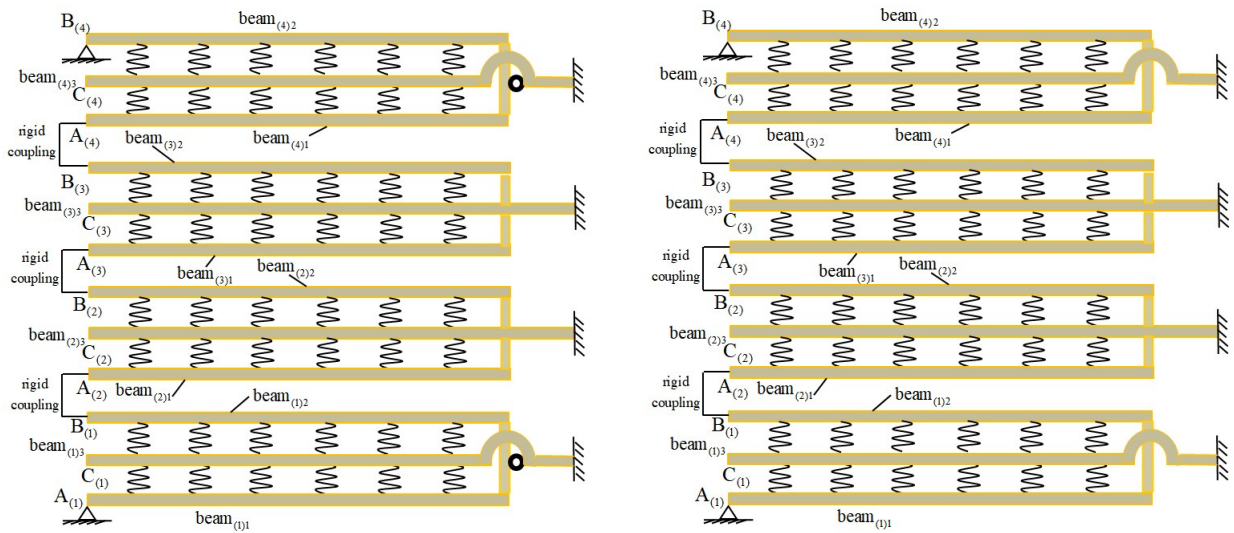 B(4)
beam(4)2
beam(4)3
C(4)
rigid
coupling
A(4)
beam(3)2
beam(4)1
B(3)
beam(3)3
C(3)
rigid
coupling
A(3)
beam(3)1
beam(2)2
B(2)
beam(2)3
C(2)
rigid
coupling
A(2)
beam(2)1
beam(1)2
B(1)
beam(1)3
C(1)
A(1)
beam(1)1
B(4)
beam(4)2
beam(4)3
C(4)
rigid
coupling
A(4)
beam(3)2
beam(4)1
B(3)
beam(3)3
C(3)
rigid
coupling
A(3)
beam(3)1
beam(2)2
B(2)
beam(2)3
C(2)
rigid
coupling
A(2)
beam(2)1
beam(1)2
B(1)
beam(1)3
C(1)
A(1)
beam(1)1